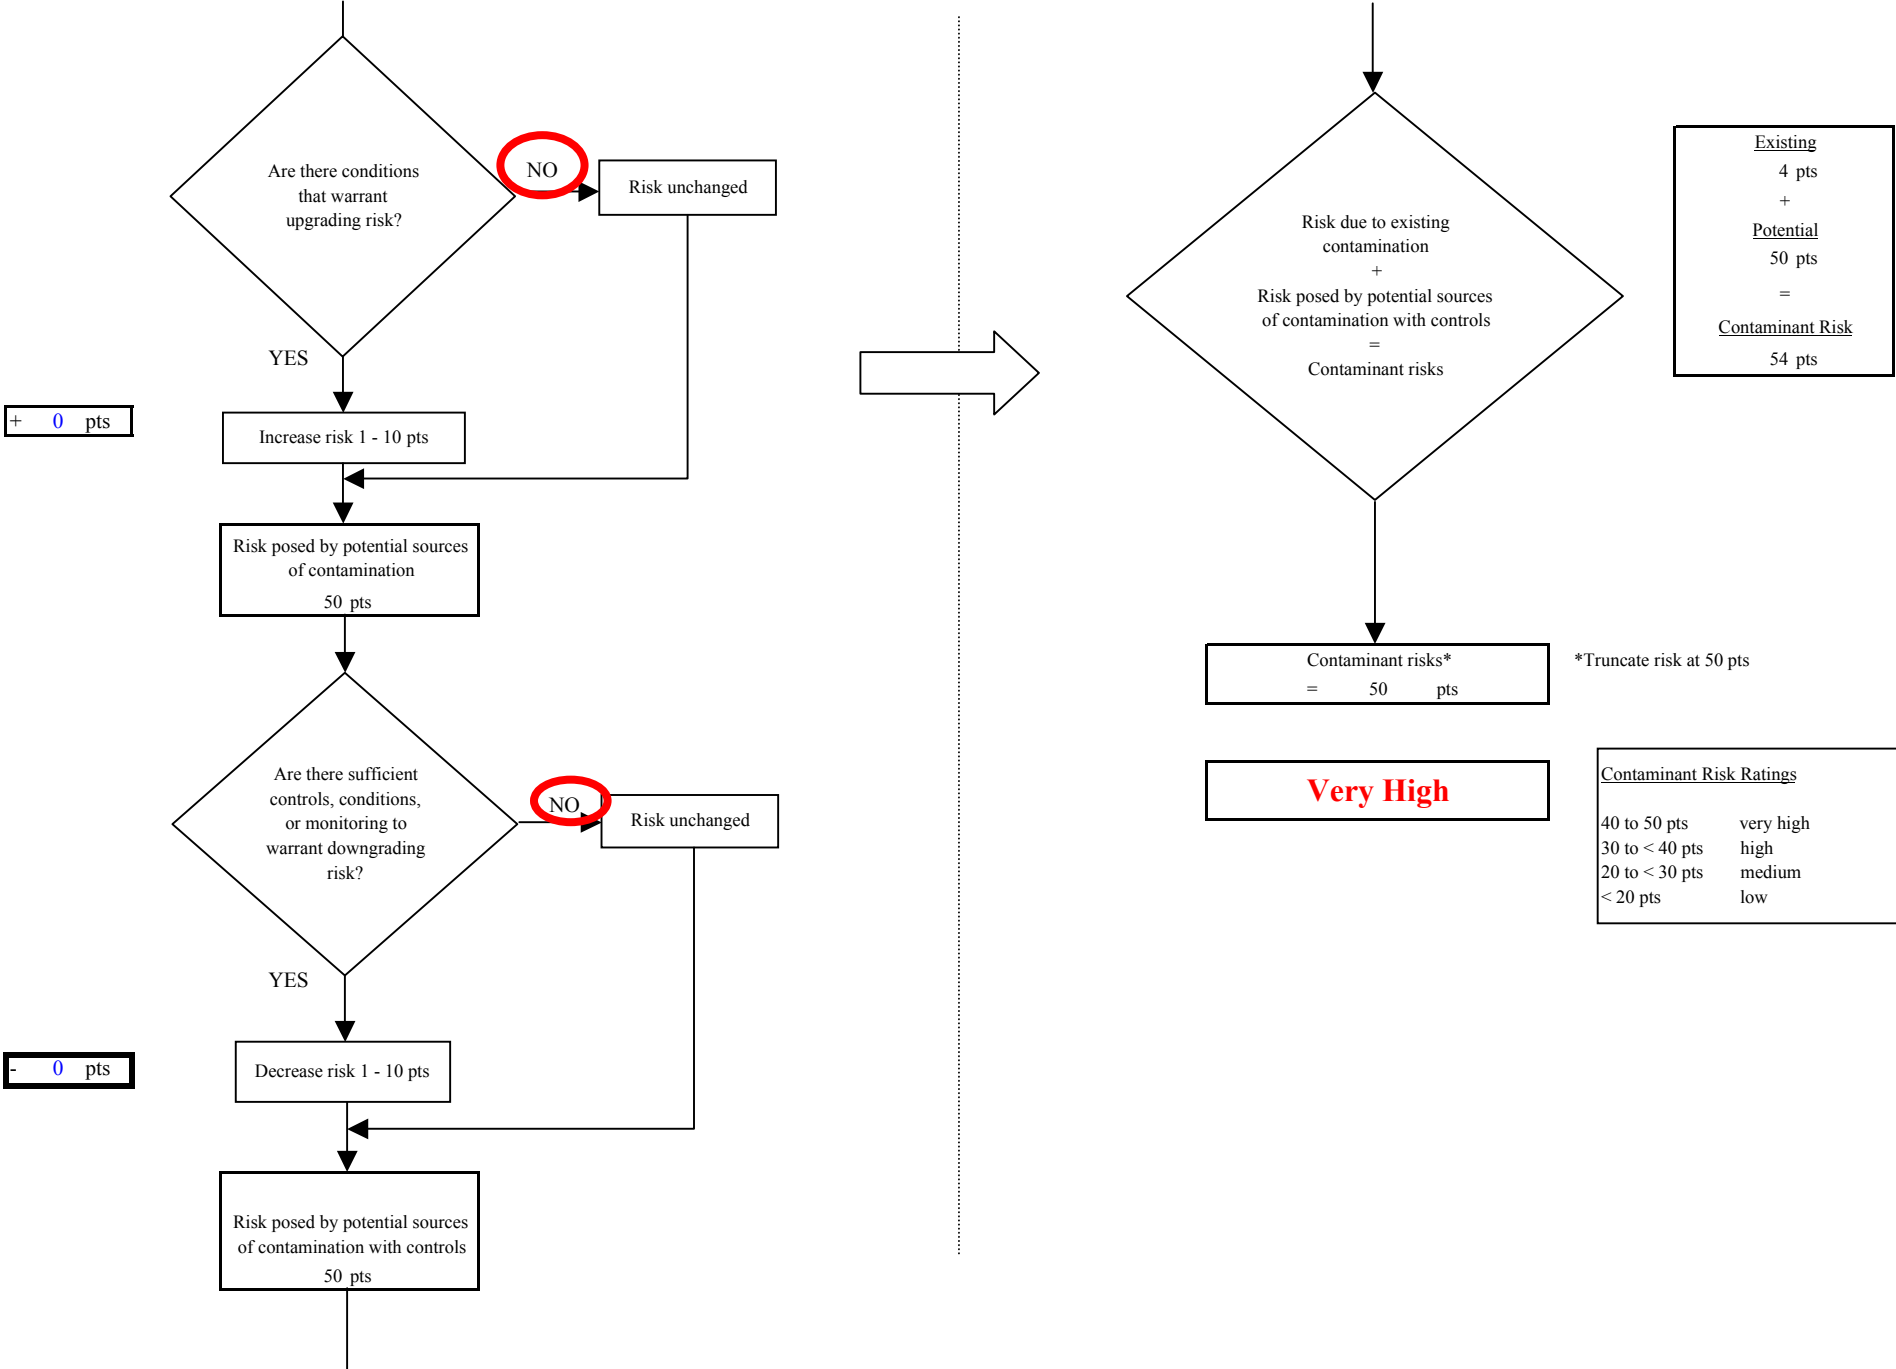 Are there conditions
that warrant
upgrading risk?
NO
Risk unchanged
YES
+ 0 pts
Increase risk 1 - 10 pts
Risk posed by potential sources
of contamination
50 pts
Are there sufficient
controls, conditions,
or monitoring to
warrant downgrading
risk?
NO
Risk unchanged
YES
- 0 pts
Decrease risk 1 - 10 pts
Risk posed by potential sources
of contamination with controls
50 pts
Risk due to existing
contamination
+
Risk posed by potential sources
of contamination with controls
=
Contaminant risks
Existing
4 pts
+
Potential
50 pts
=
Contaminant Risk
54 pts
Contaminant risks*
= 50 pts
*Truncate risk at 50 pts
Very High
Contaminant Risk Ratings
40 to 50 pts very high
30 to < 40 pts high
20 to < 30 pts medium
< 20 pts low